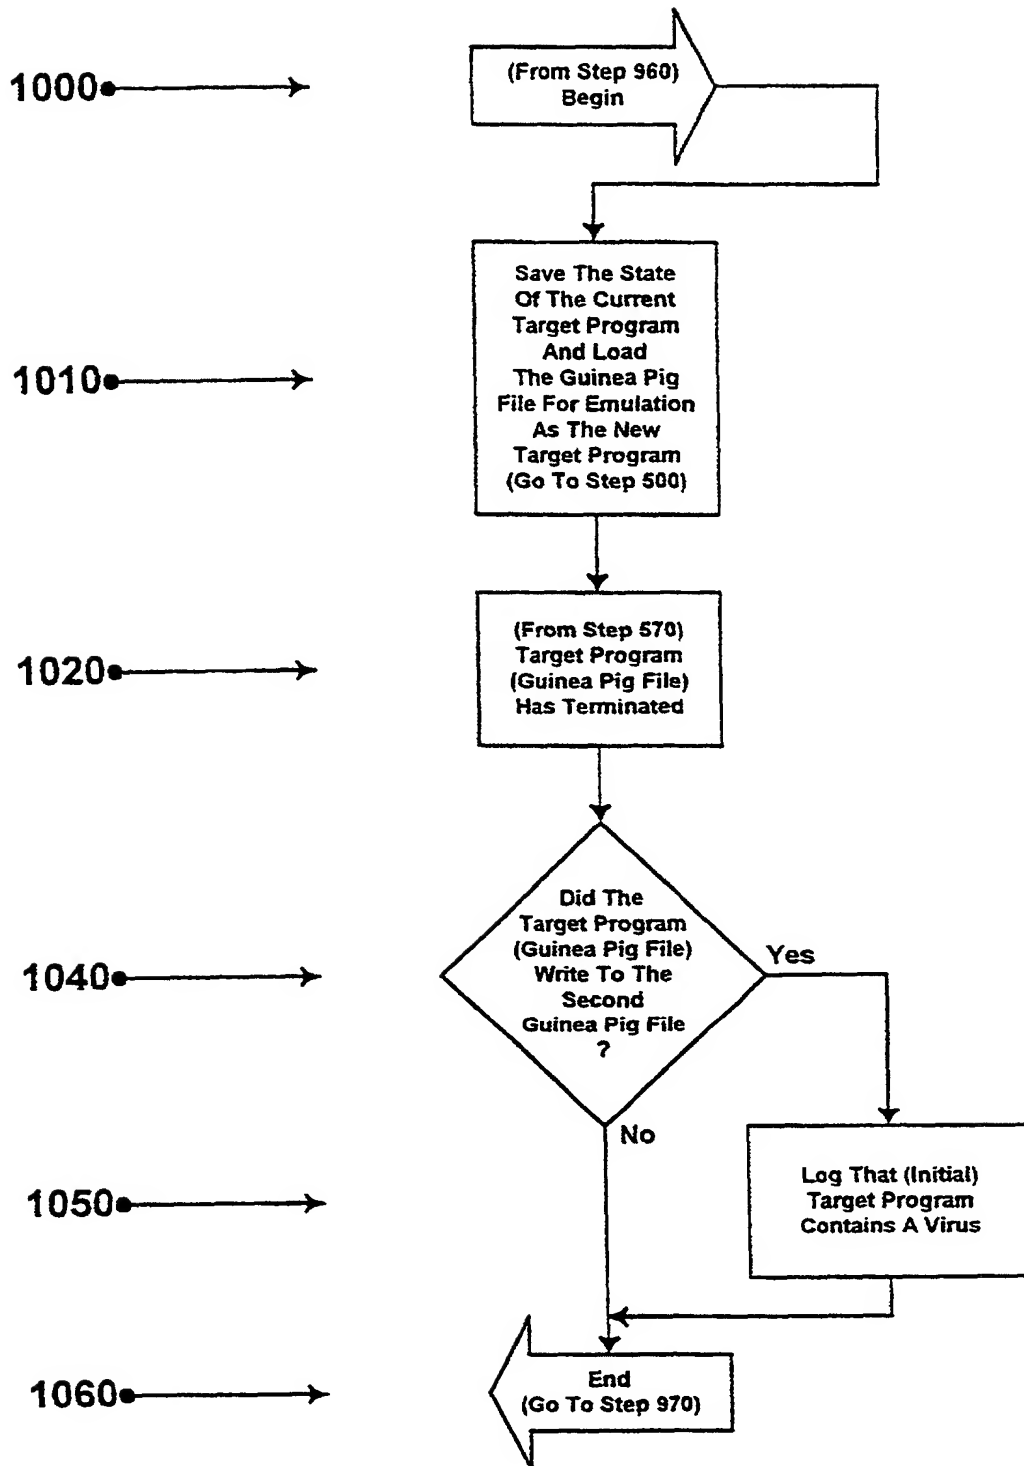 1000
(From Step 960)
Begin
1010
Save The State
Of The Current
Target Program
And Load
The Guinea Pig
File For Emulation
As The New
Target Program
(Go To Step 500)
1020
(From Step 570)
Target Program
(Guinea Pig File)
Has Terminated
1040
Did The
Target Program
(Guinea Pig File)
Write To The
Second
Guinea Pig File
?
Yes
No
1050
Log That (Initial)
Target Program
Contains A Virus
1060
End
(Go To Step 970)